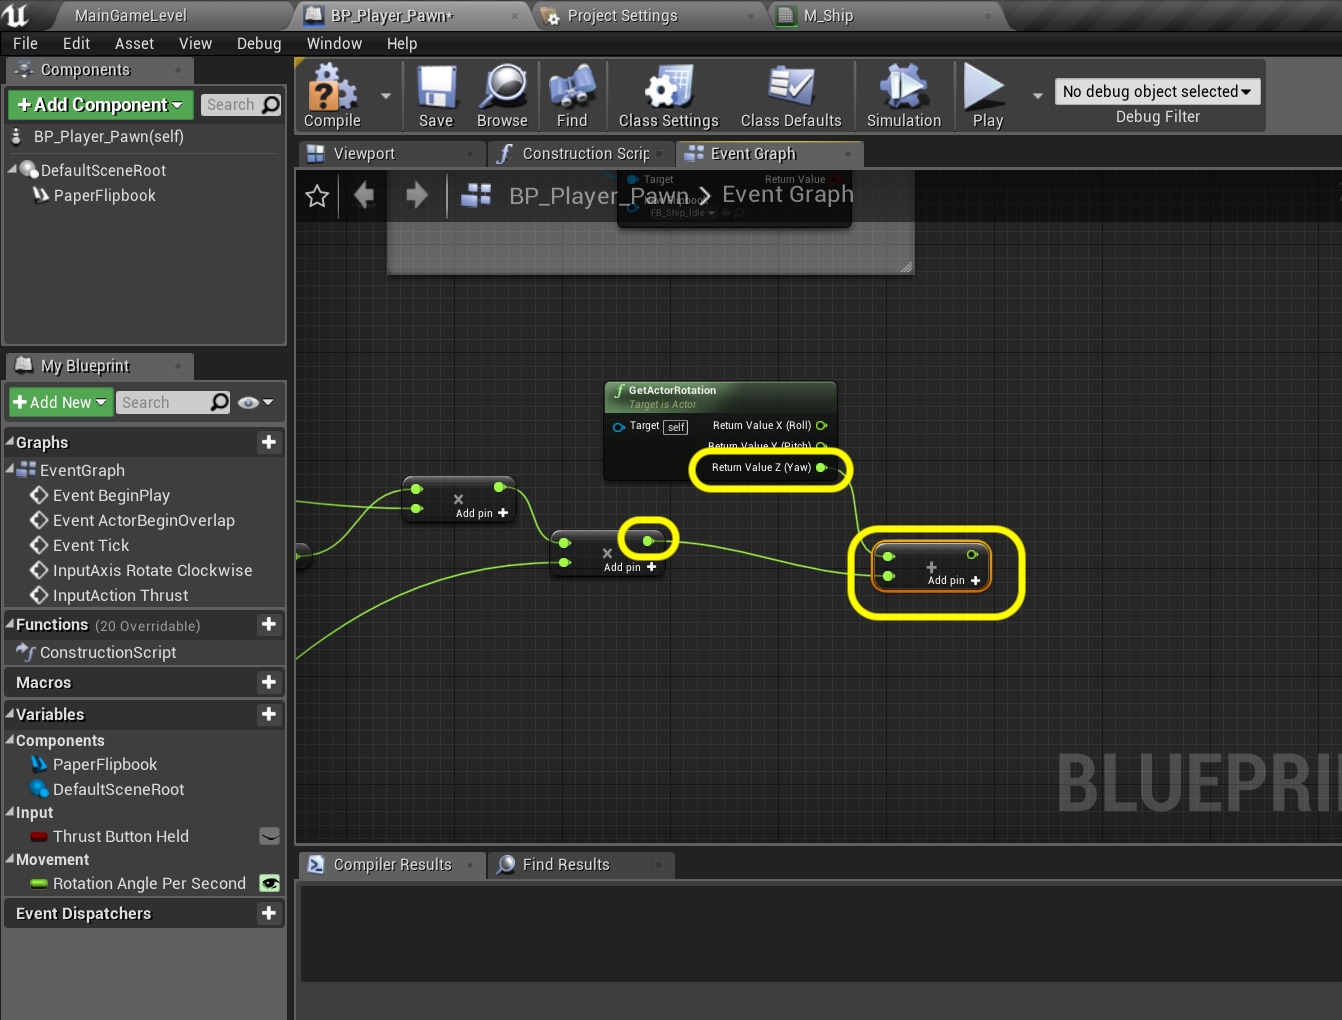 MainGameLevel
BP_Player_Pawn*
Project Settings
M_Ship
File Edit Asset View Debug Window Help
Components
+Add Component
Search
BP_Player_Pawn(self)
DefaultSceneRoot
PaperFlipbook
Compile
Save
Browse
Find
Class Settings
Class Defaults
Simulation
Play
No debug object selected
Debug Filter
Viewport
Construction Scrip
Event Graph
BP_Player_Pawn > Event Graph
Target
Return Value
FB_Ship_Idle
My Blueprint
+Add New
Search
Graphs
EventGraph
Event BeginPlay
Event ActorBeginOverlap
Event Tick
InputAxis Rotate Clockwise
InputAction Thrust
Functions (20 Overridable)
ConstructionScript
Macros
Variables
Components
PaperFlipbook
DefaultSceneRoot
Input
Thrust Button Held
Movement
Rotation Angle Per Second
Event Dispatchers
GetActorRotation
Target is Actor
Target self
Return Value X (Roll)
Return Value Y (Pitch)
Return Value Z (Yaw)
×
Add pin +
×
Add pin +
+
Add pin +
BLUEPRI
Compiler Results
Find Results